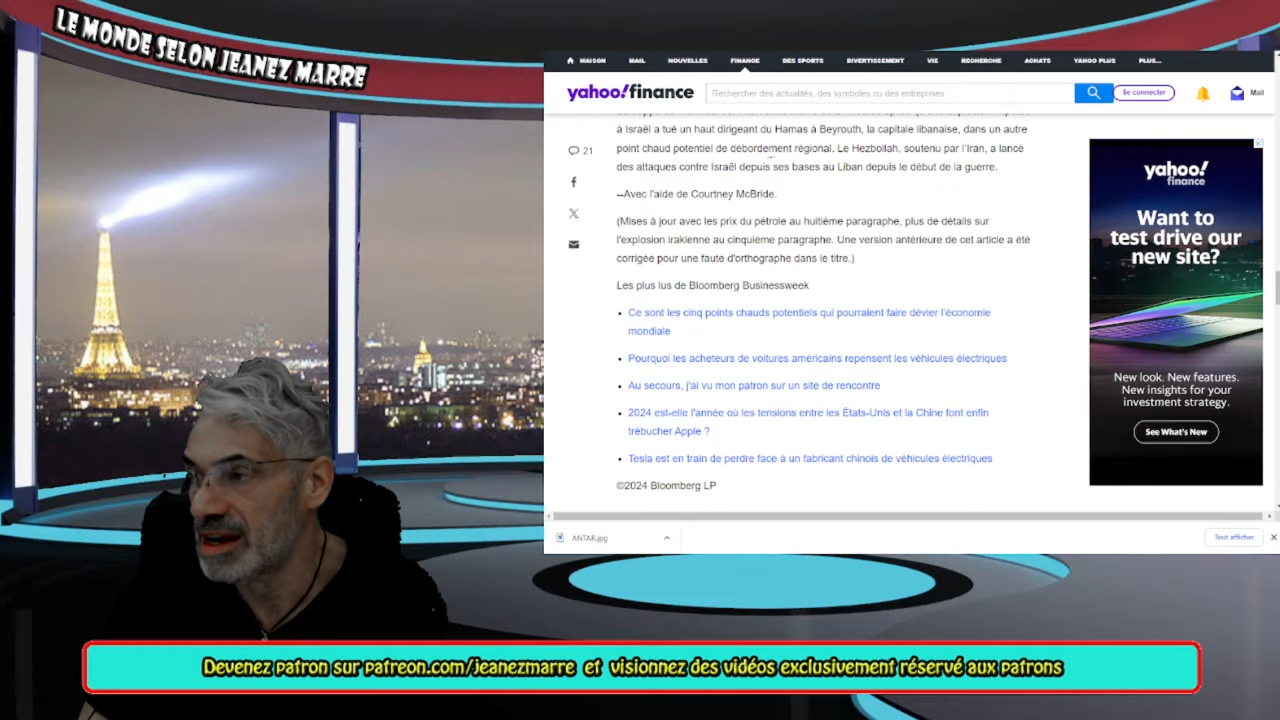 LE MONDE SELON JEANEZ MARRE
MAISON MAIL NOUVELLES FINANCE DES SPORTS DIVERTISSEMENT VIE RECHERCHE ACHATS YAHOO PLUS PLUS...
yahoo!finance
Rechercher des actualités, des symboles ou des entreprises
Se connecter
Mail
à Israël a tué un haut dirigeant du Hamas à Beyrouth, la capitale libanaise, dans un autre
21
point chaud potentiel de débordement régional. Le Hezbollah, soutenu par l'Iran, a lancé
des attaques contre Israël depuis ses bases au Liban depuis le début de la guerre.
--Avec l'aide de Courtney McBride.
(Mises à jour avec les prix du pétrole au huitième paragraphe, plus de détails sur
l'explosion irakienne au cinquième paragraphe. Une version antérieure de cet article a été
corrigée pour une faute d'orthographe dans le titre.)
Les plus lus de Bloomberg Businessweek
Ce sont les cinq points chauds potentiels qui pourraient faire dévier l'économie
mondiale
Pourquoi les acheteurs de voitures américains repensent les véhicules électriques
Au secours, j'ai vu mon patron sur un site de rencontre
2024 est-elle l'année où les tensions entre les États-Unis et la Chine font enfin
trébucher Apple ?
Tesla est en train de perdre face à un fabricant chinois de véhicules électriques
©2024 Bloomberg LP
yahoo!
finance
Want to
test drive our
new site?
New look. New features.
New insights for your
investment strategy.
See What's New
ANTAR.jpg
Tout afficher
Devenez patron sur patreon.com/jeanezmarre et visionnez des vidéos exclusivement réservé aux patrons